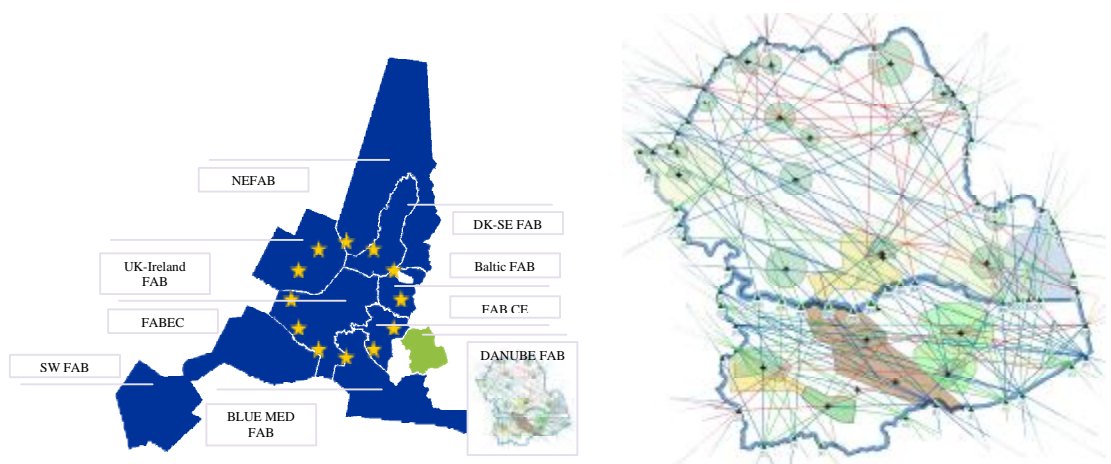 NEFAB
DK-SE FAB
UK-Ireland
FAB
Baltic FAB
FABEC
FAB CE
DANUBE FAB
SW FAB
BLUE MED
FAB